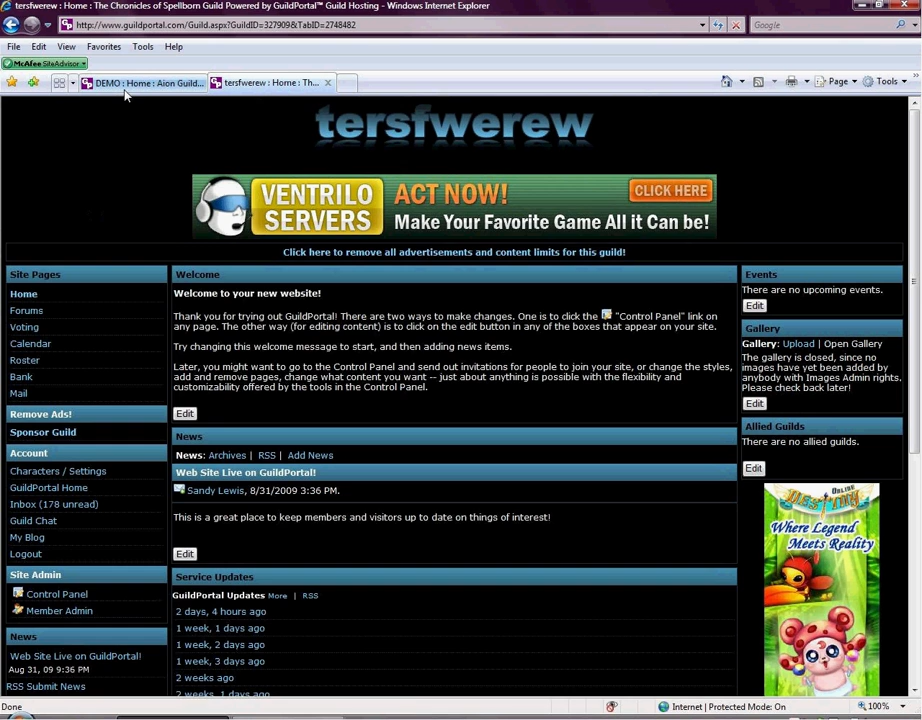 tersfwerew : Home : The Chronicles of Spellborn Guild Powered by GuildPortal™ Guild Hosting - Windows Internet Explorer
http://www.guildportal.com/Guild.aspx?GuildID=327909&TabID=2748482
Google
File Edit View Favorites Tools Help
McAfee SiteAdvisor
DEMO : Home : Aion Guild...
tersfwerew : Home : Th...
Page
Tools
tersfwerew
VENTRILO SERVERS
ACT NOW!
CLICK HERE
Make Your Favorite Game All it Can be!
Click here to remove all advertisements and content limits for this guild!
Site Pages
Home
Forums
Voting
Calendar
Roster
Bank
Mail
Remove Ads!
Sponsor Guild
Account
Characters / Settings
GuildPortal Home
Inbox (178 unread)
Guild Chat
My Blog
Logout
Site Admin
Control Panel
Member Admin
News
Web Site Live on GuildPortal!
Aug 31, 09 9:36 PM
RSS Submit News
Welcome
Welcome to your new website!
Thank you for trying out GuildPortal! There are two ways to make changes. One is to click the "Control Panel" link on
any page. The other way (for editing content) is to click on the edit button in any of the boxes that appear on your site.
Try changing this welcome message to start, and then adding news items.
Later, you might want to go to the Control Panel and send out invitations for people to join your site, or change the styles,
add and remove pages, change what content you want -- just about anything is possible with the flexibility and
customizability offered by the tools in the Control Panel.
Edit
News
News: Archives | RSS | Add News
Web Site Live on GuildPortal!
Sandy Lewis, 8/31/2009 3:36 PM.
This is a great place to keep members and visitors up to date on things of interest!
Edit
Service Updates
GuildPortal Updates More | RSS
2 days, 4 hours ago
1 week, 1 days ago
1 week, 2 days ago
1 week, 3 days ago
2 weeks ago
2 weeks, 1 days ago
Events
There are no upcoming events.
Edit
Gallery
Gallery: Upload | Open Gallery
The gallery is closed, since no
images have yet been added by
anybody with Images Admin rights.
Please check back later!
Edit
Allied Guilds
There are no allied guilds.
Edit
DESTINY
ONLINE
Where Legend
Meets Reality
Done
Internet | Protected Mode: On
100%